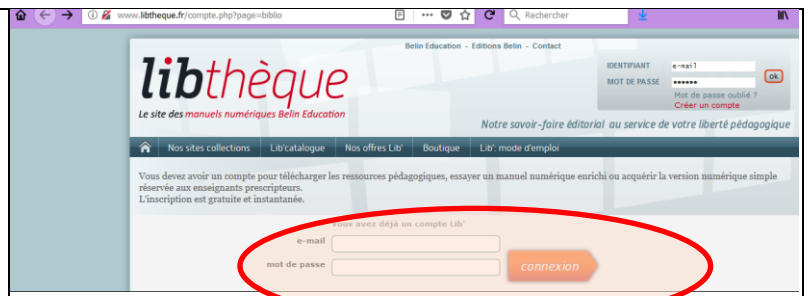 www.libtheque.fr/compte.php?page=biblio
Rechercher
Belin Education - Editions Belin - Contact
libthèque
Le site des manuels numériques Belin Education
IDENTIFIANT e-mail
MOT DE PASSE ••••••
ok
Mot de passe oublié ?
Créer un compte
Notre savoir-faire éditorial au service de votre liberté pédagogique
Nos sites collections Lib'catalogue Nos offres Lib' Boutique Lib': mode d'emploi
Vous devez avoir un compte pour télécharger les ressources pédagogiques, essayer un manuel numérique enrichi ou acquérir la version numérique simple
réservée aux enseignants prescripteurs.
L'inscription est gratuite et instantanée.
Vous avez déjà un compte Lib'
e-mail
mot de passe
connexion